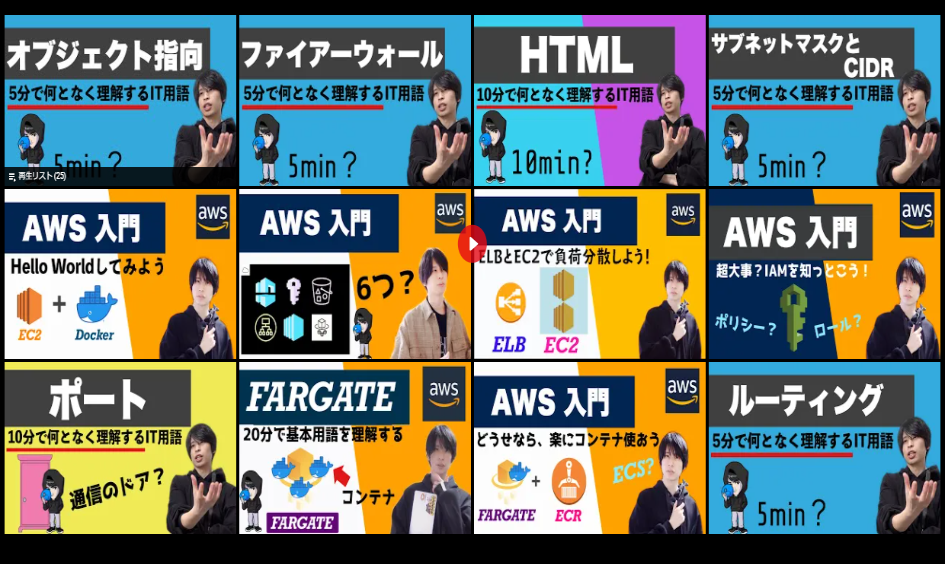 オブジェクト指向
5分で何となく理解するIT用語
5min？
再生リスト(25)
ファイアーウォール
5分で何となく理解するIT用語
5min？
HTML
10分で何となく理解するIT用語
10min?
サブネットマスクと
CIDR
5分で何となく理解するIT用語
5min？
AWS 入門
aws
Hello Worldしてみよう
+
EC2
Docker
AWS 入門
aws
6つ？
AWS 入門
aws
ELBとEC2で負荷分散しよう!
ELB
EC2
AWS 入門
aws
超大事？IAMを知っとこう！
ポリシー？
ロール？
ポート
10分で何となく理解するIT用語
通信のドア？
FARGATE
aws
20分で基本用語を理解する
コンテナ
FARGATE
AWS 入門
aws
どうせなら、楽にコンテナ使おう
ECS?
+
FARGATE
ECR
ルーティング
5分で何となく理解するIT用語
5min？